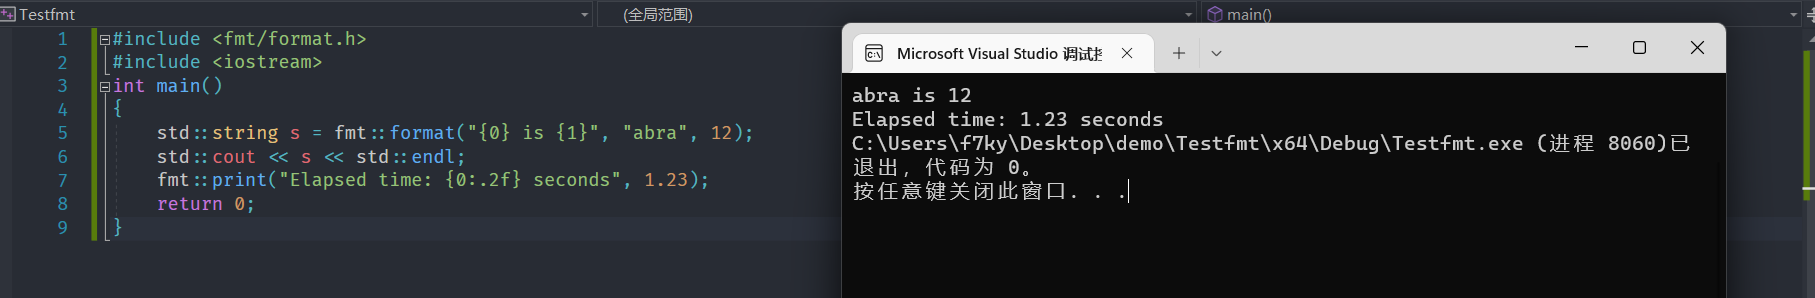 Testfmt
(全局范围)
main()
1 #include <fmt/format.h>
2 #include <iostream>
3 int main()
4 {
5 std::string s = fmt::format("{0} is {1}", "abra", 12);
6 std::cout << s << std::endl;
7 fmt::print("Elapsed time: {0:.2f} seconds", 1.23);
8 return 0;
9 }
Microsoft Visual Studio 调试
abra is 12
Elapsed time: 1.23 seconds
C:\Users\f7ky\Desktop\demo\Testfmt\x64\Debug\Testfmt.exe (进程 8060)已
退出，代码为 0。
按任意键关闭此窗口. . .